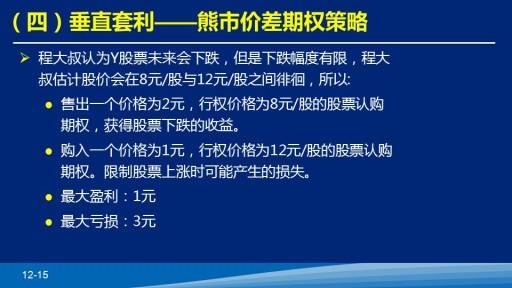 （四）垂直套利——熊市价差期权策略
程大叔认为Y股票未来会下跌，但是下跌幅度有限，程大
叔估计股价会在8元/股与12元/股之间徘徊，所以:
售出一个价格为2元，行权价格为8元/股的股票认购
期权，获得股票下跌的收益。
购入一个价格为1元，行权价格为12元/股的股票认购
期权。限制股票上涨时可能产生的损失。
最大盈利：1元
最大亏损：3元
12-15